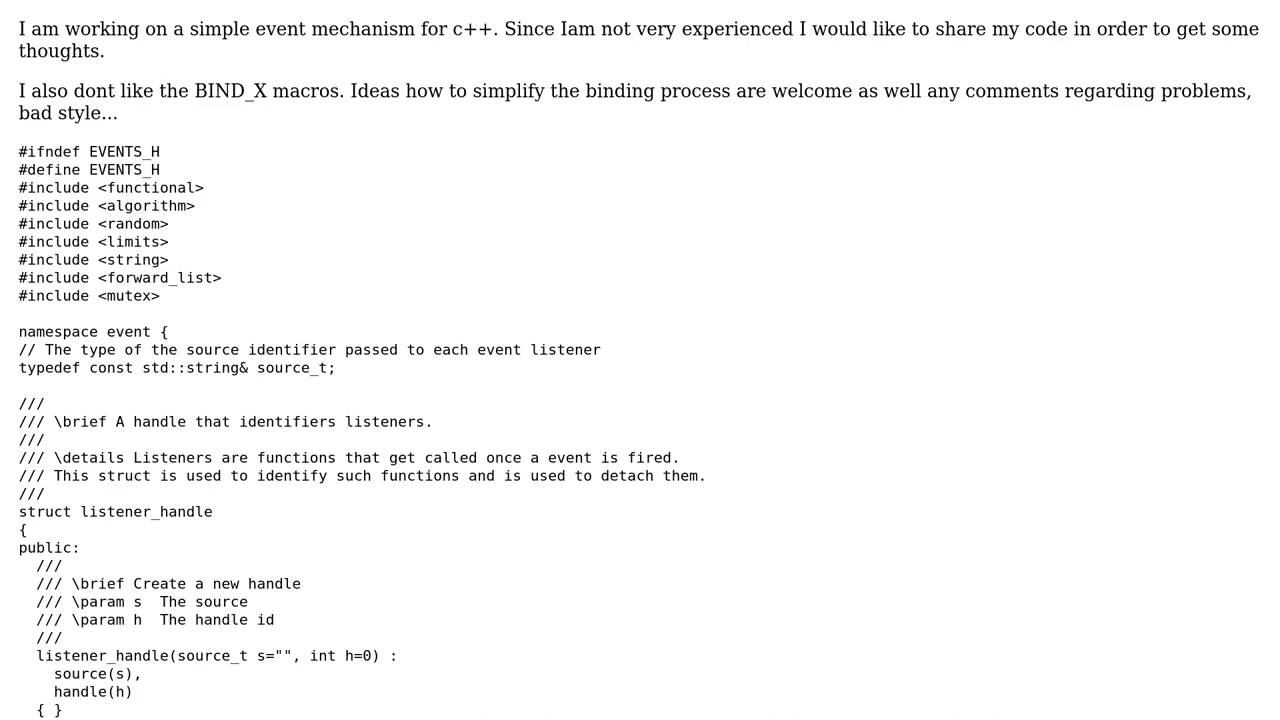 I am working on a simple event mechanism for c++. Since Iam not very experienced I would like to share my code in order to get some
thoughts.
I also dont like the BIND_X macros. Ideas how to simplify the binding process are welcome as well any comments regarding problems,
bad style...
#ifndef EVENTS_H
#define EVENTS_H
#include <functional>
#include <algorithm>
#include <random>
#include <limits>
#include <string>
#include <forward_list>
#include <mutex>
namespace event {
// The type of the source identifier passed to each event listener
typedef const std::string& source_t;
///
/// \brief A handle that identifiers listeners.
///
/// \details Listeners are functions that get called once a event is fired.
/// This struct is used to identify such functions and is used to detach them.
///
struct listener_handle
{
public:
  ///
  /// \brief Create a new handle
  /// \param s  The source
  /// \param h  The handle id
  ///
  listener_handle(source_t s="", int h=0) :
    source(s),
    handle(h)
  { }